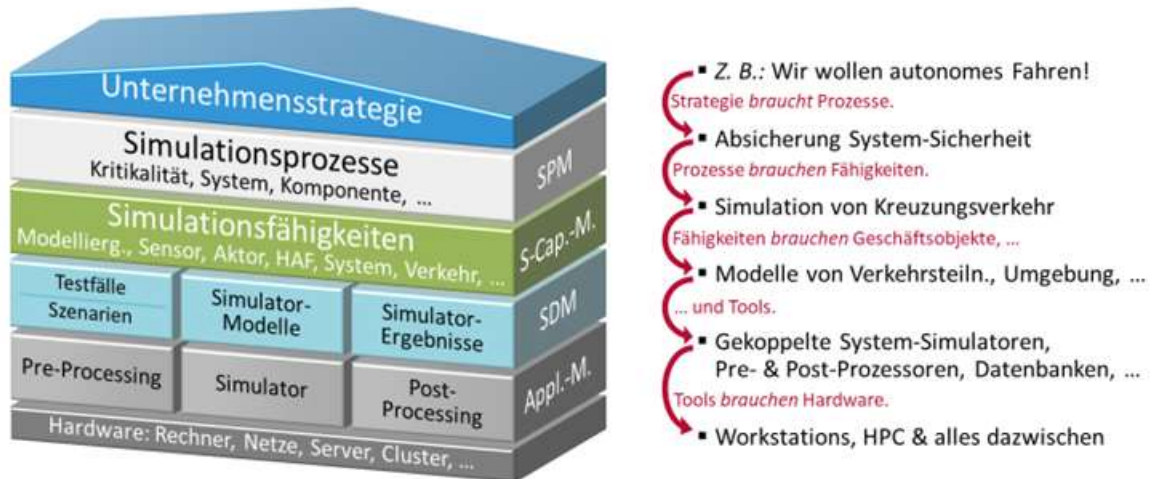 Unternehmensstrategie
Simulationsprozesse
Kritikalität, System, Komponente, ...
SPM
Simulationsfähigkeiten
Modellierg., Sensor, Aktor, HAF, System, Verkehr, ...
S-Cap.-M.
Testfälle
Szenarien
Simulator-
Modelle
Simulator-
Ergebnisse
SDM
Pre-Processing
Simulator
Post-
Processing
Appl.-M.
Hardware: Rechner, Netze, Server, Cluster, ...
▪ Z. B.: Wir wollen autonomes Fahren!
Strategie braucht Prozesse.
▪ Absicherung System-Sicherheit
Prozesse brauchen Fähigkeiten.
▪ Simulation von Kreuzungsverkehr
Fähigkeiten brauchen Geschäftsobjekte, ...
▪ Modelle von Verkehrsteiln., Umgebung, ...
... und Tools.
▪ Gekoppelte System-Simulatoren,
Pre- & Post-Prozessoren, Datenbanken, ...
Tools brauchen Hardware.
▪ Workstations, HPC & alles dazwischen